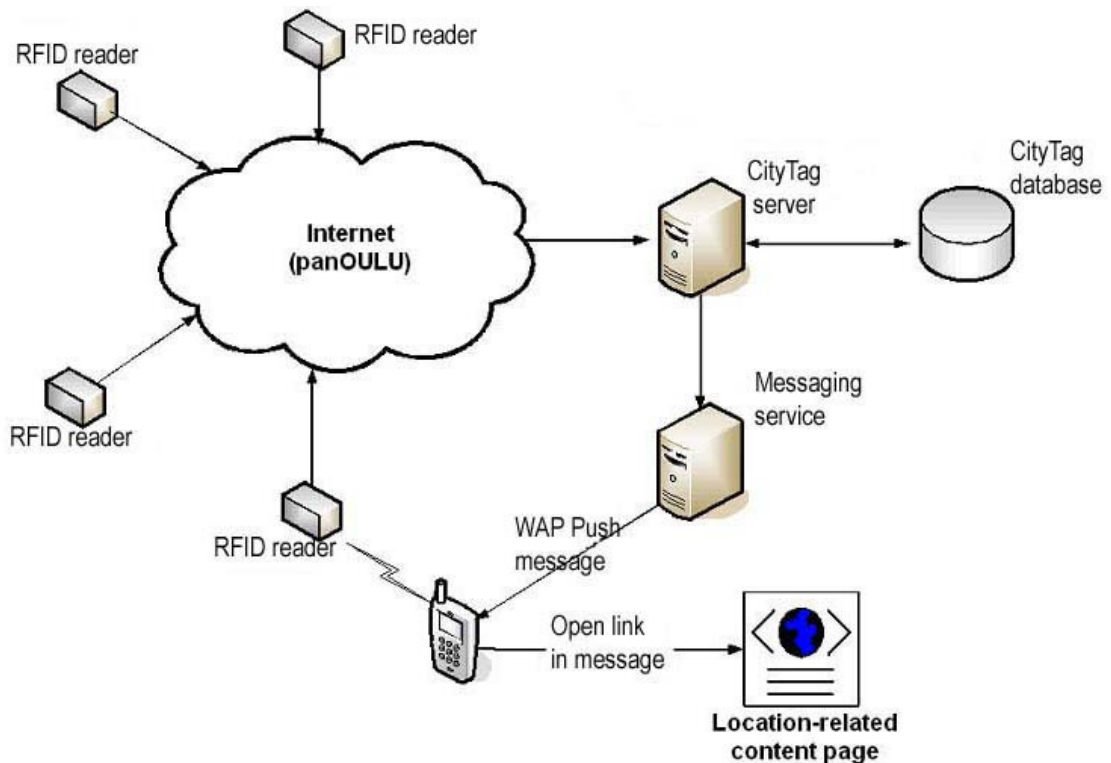 RFID reader
RFID reader
CityTag
server
CityTag
database
Internet
(panOULU)
RFID reader
Messaging
service
RFID reader
WAP Push
message
Open link
in message
Location-related
content page